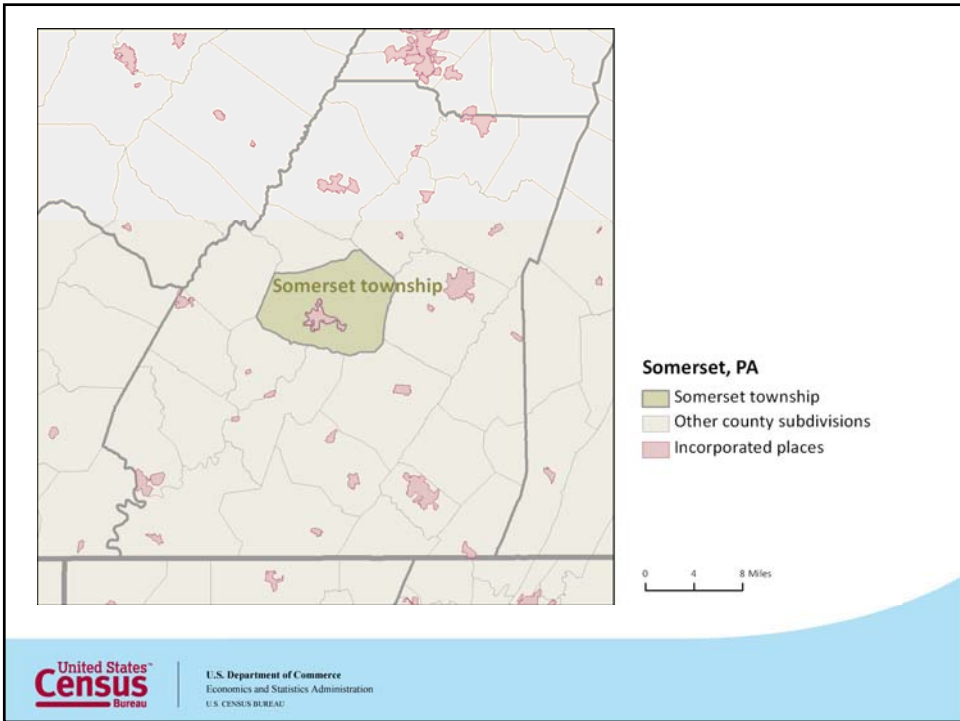 Somerset township
Somerset, PA
Somerset township
Other county subdivisions
Incorporated places
0 4 8 Miles
United States™
Census
Bureau
U.S. Department of Commerce
Economics and Statistics Administration
U.S. CENSUS BUREAU